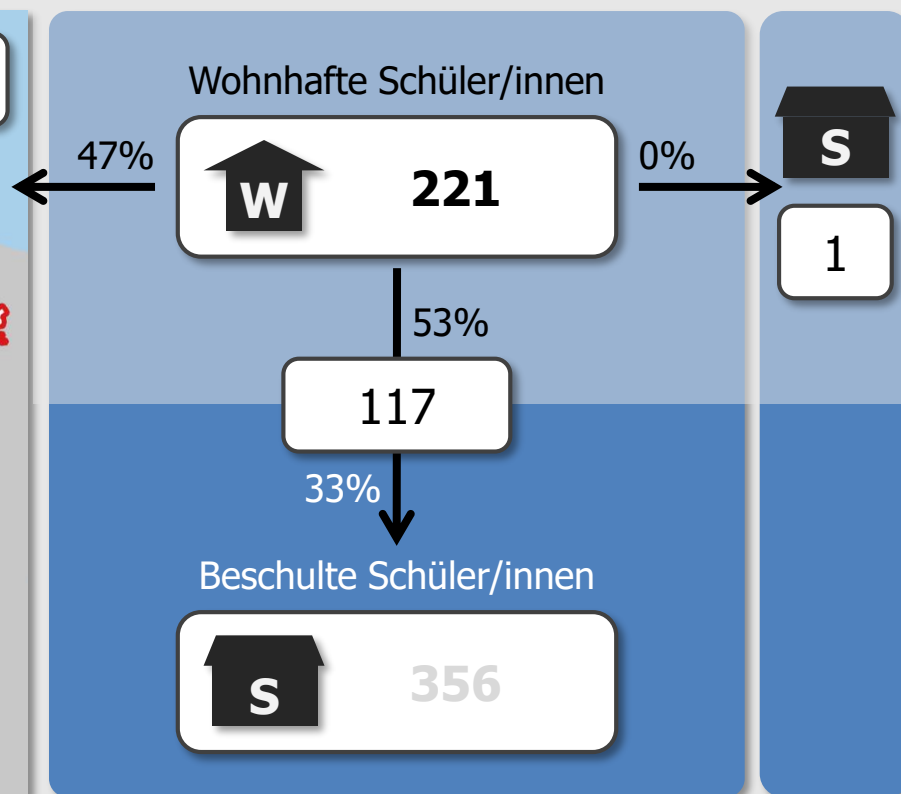 Wohnhafte Schüler/innen
47%
W
221
0%
S
1
53%
117
33%
Beschulte Schüler/innen
S
356